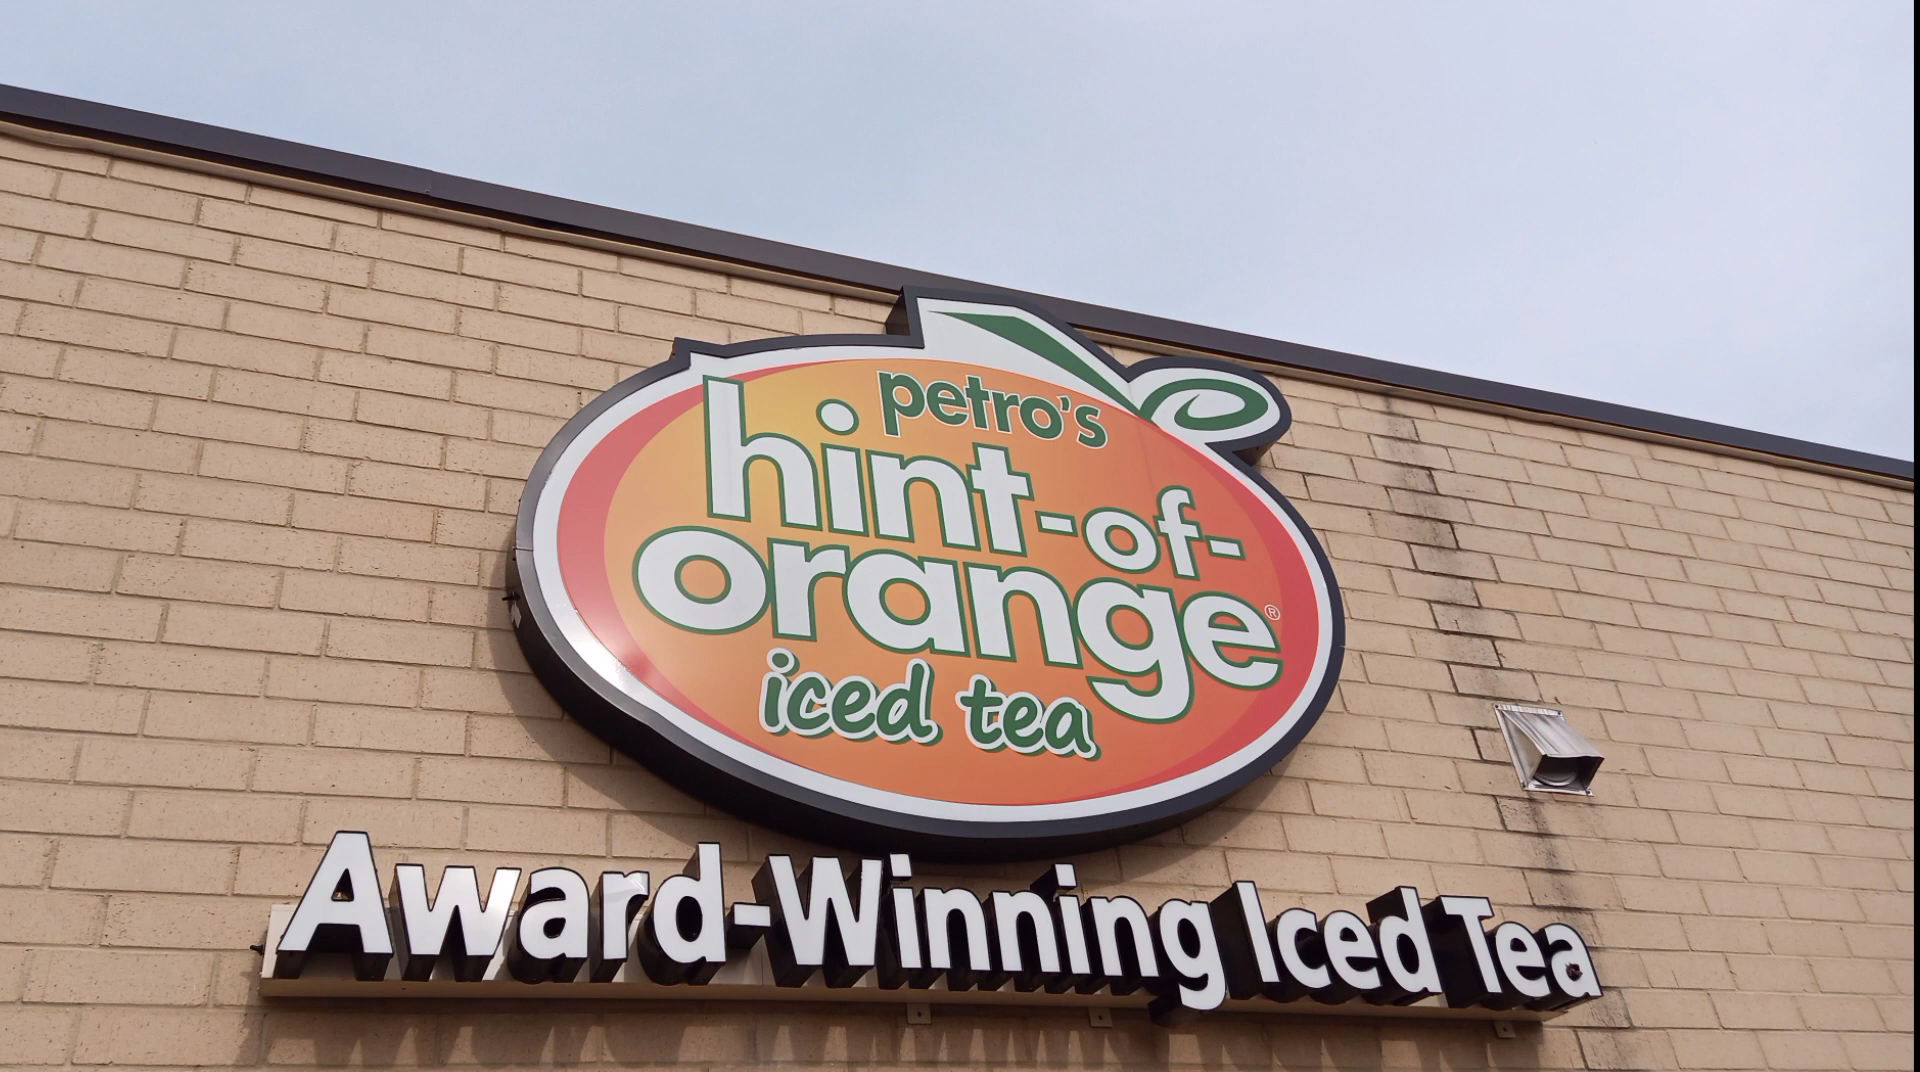 petro's
hint-of-
orange®
iced tea
Award-Winning Iced Tea